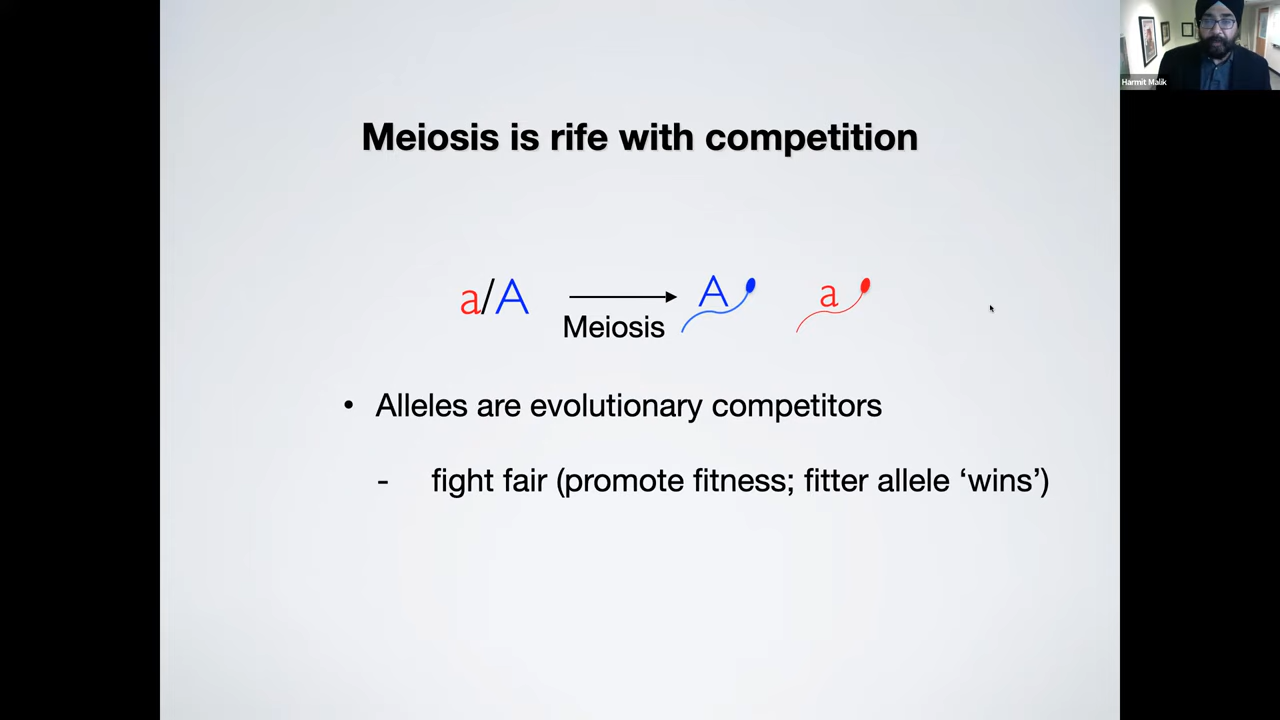 Harmit Malik
Meiosis is rife with competition
a/A
Meiosis
A
a
• Alleles are evolutionary competitors
- fight fair (promote fitness; fitter allele ‘wins’)